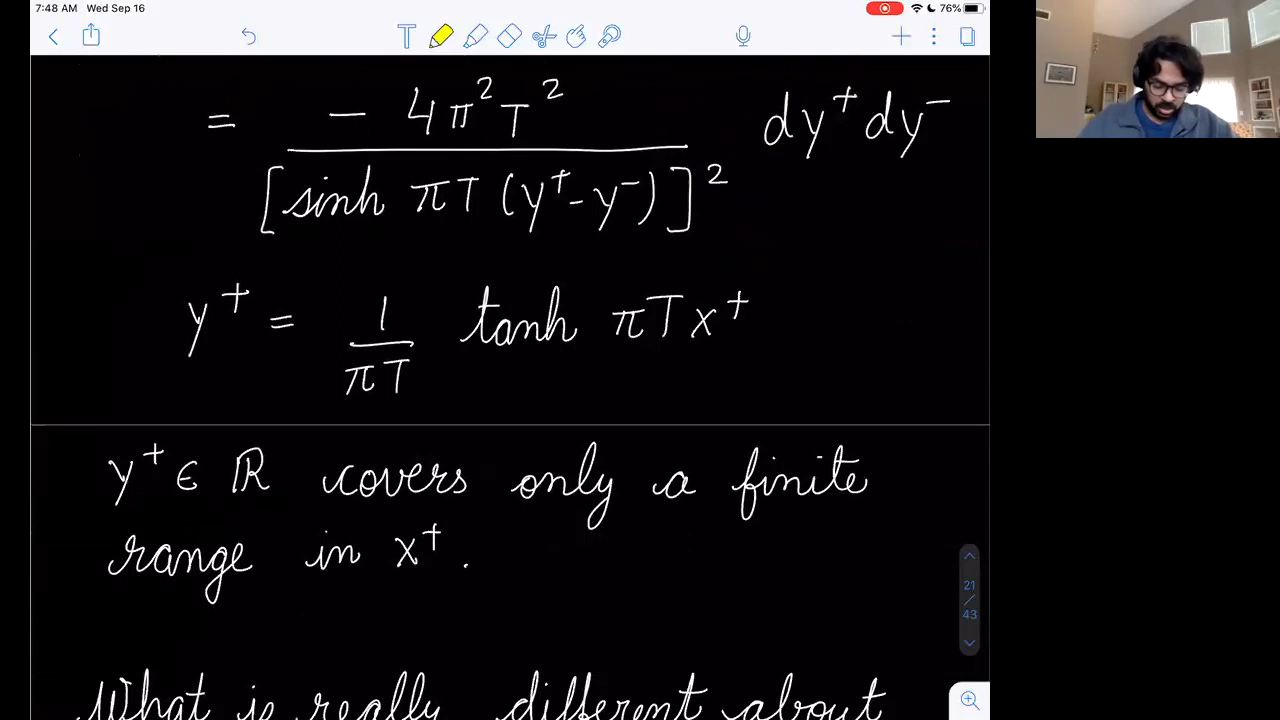 7:48 AM Wed Sep 16
76%
= - 4π²T² / [sinh πT (y⁺ - y⁻)]² dy⁺dy⁻
y⁺ = 1/πT tanh πT x⁺
y⁺ ∈ ℝ covers only a finite
range in x⁺.
21
/
43
What is really different about